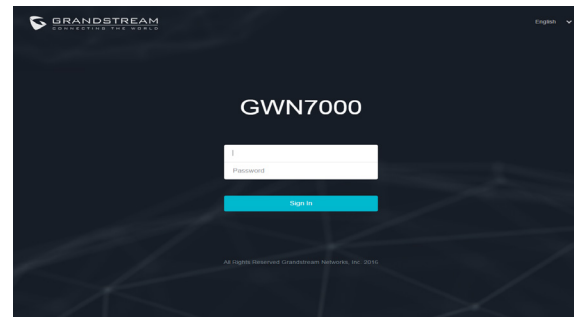 GRANDSTREAM
CONNECTING THE WORLD
English
GWN7000
Password
Sign In
All Rights Reserved Grandstream Networks, Inc. 2016